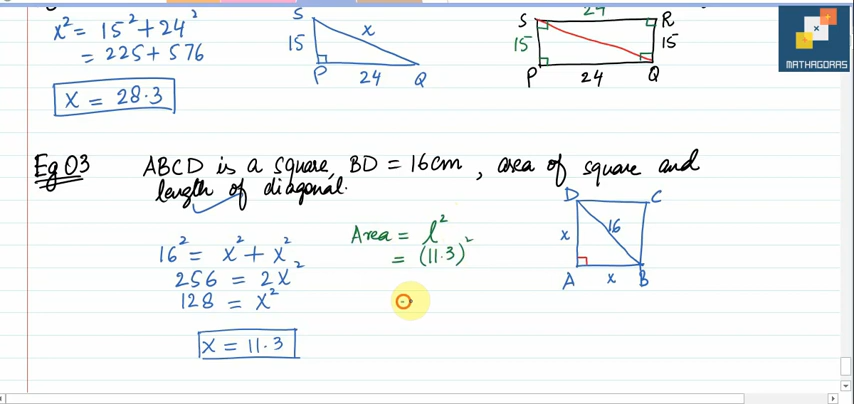 x² = 15² + 24²
= 225 + 576
x = 28.3
S
15
x
P 24 Q
24
S R
15 15
P 24 Q
MATHAGORAS
Eg 03 ABCD is a square, BD = 16cm, area of square and
length of diagonal.
16² = x² + x²
256 = 2x²
128 = x²
x = 11.3
Area = l²
= (11.3)²
D C
x 16
A x B